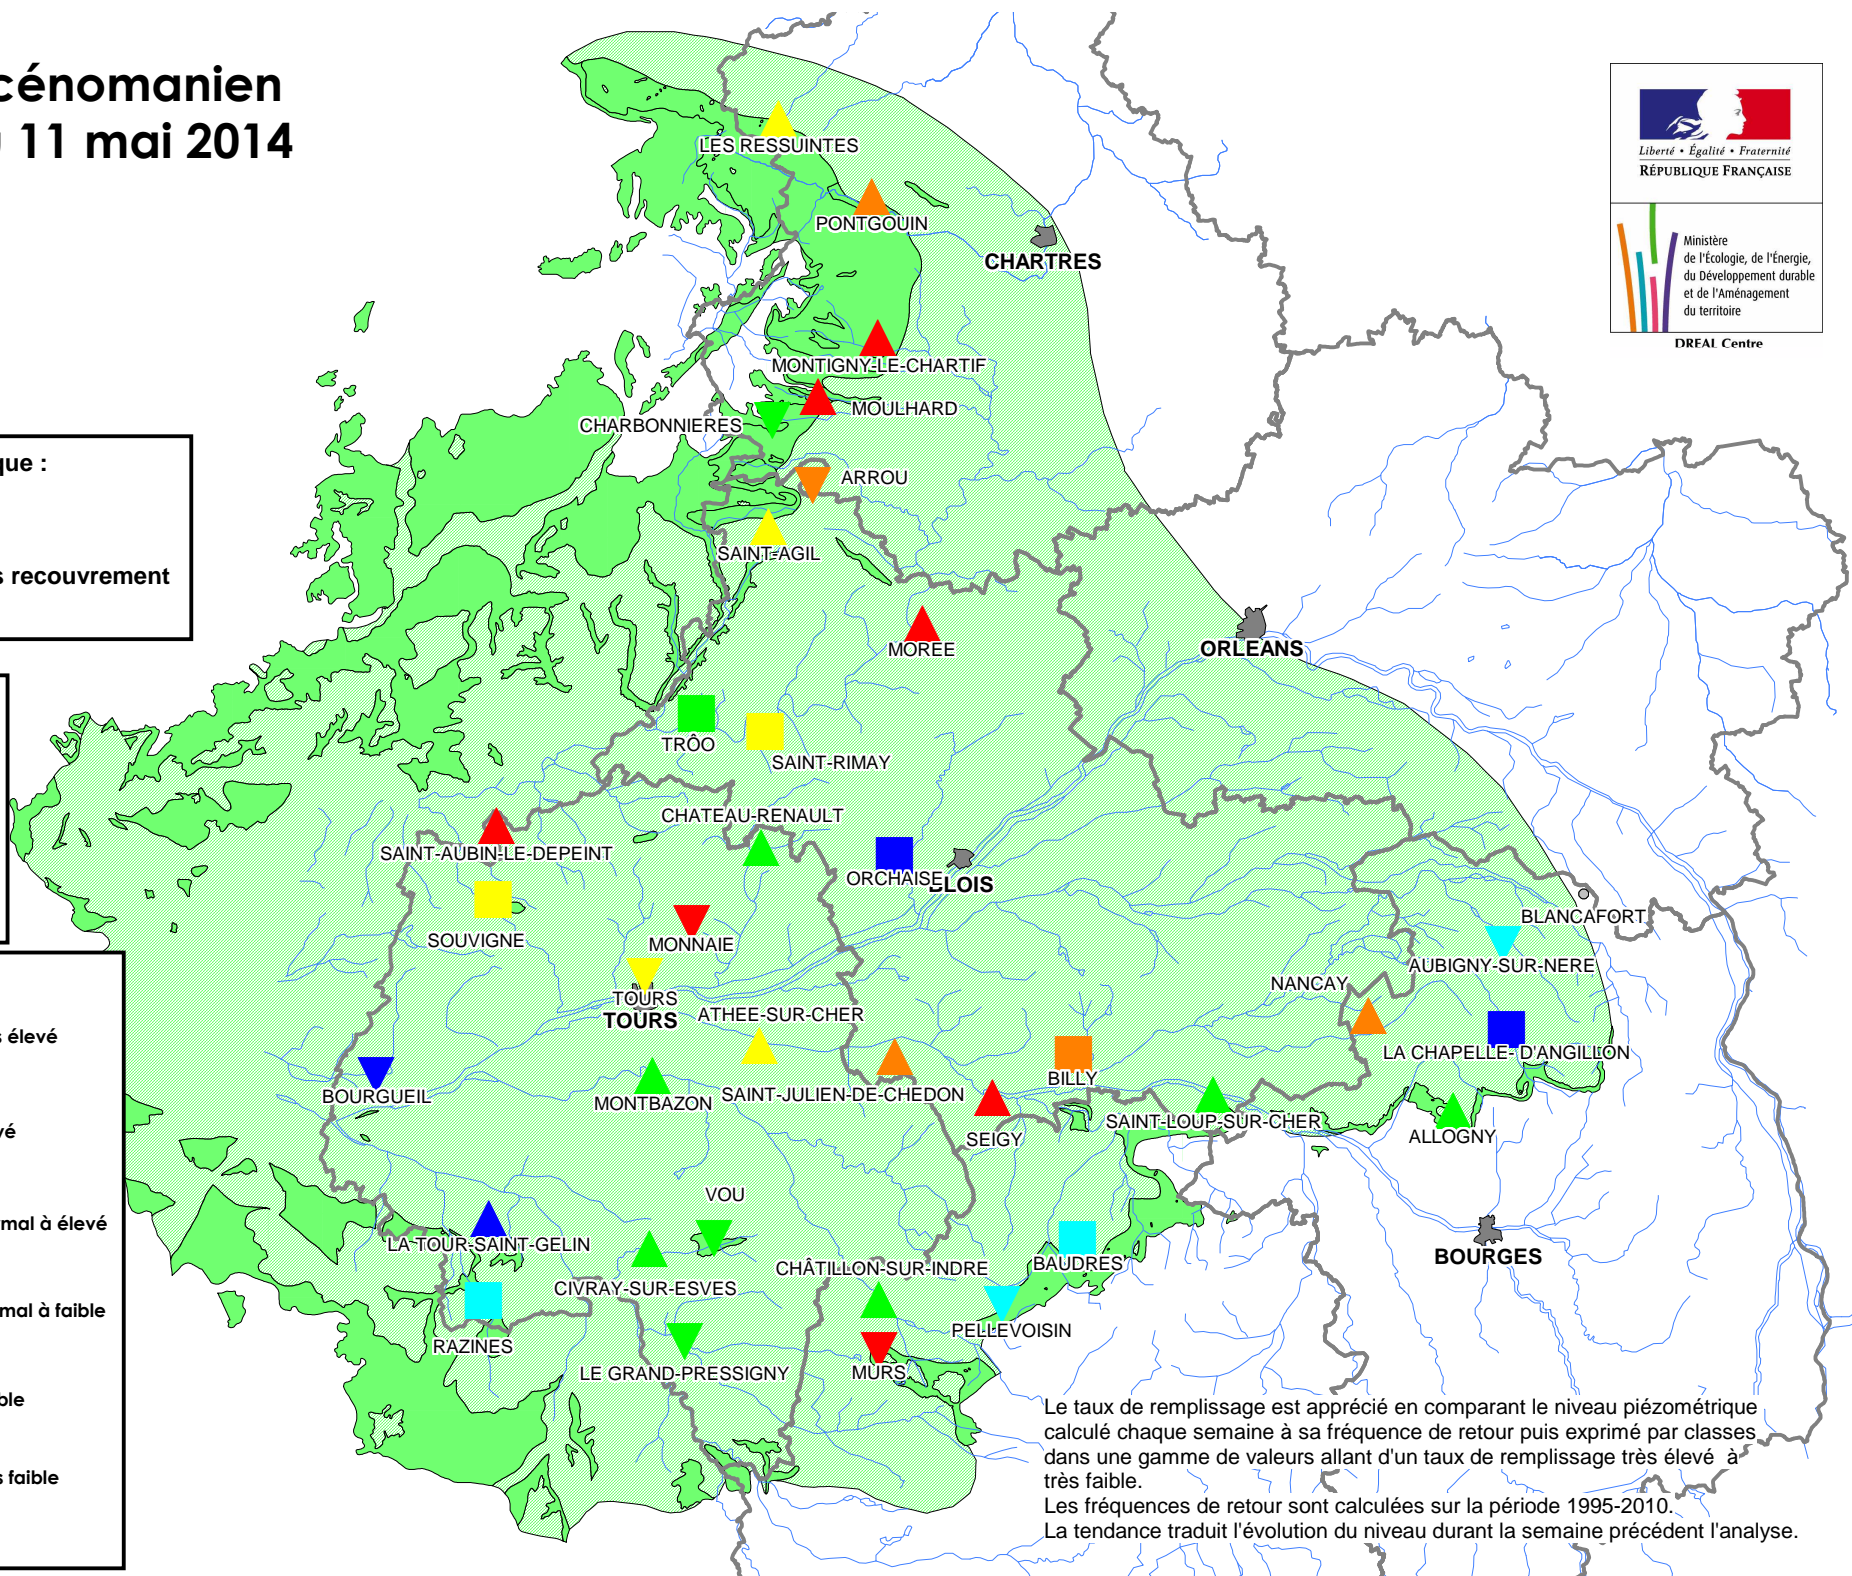 cénomanien
11 mai 2014
Liberté • Égalité • Fraternité
RÉPUBLIQUE FRANÇAISE
Ministère
de l'Écologie, de l'Énergie,
du Développement durable
et de l'Aménagement
du territoire
DREAL Centre
LES RESSUINTES
PONTGOUIN
CHARTRES
MONTIGNY-LE-CHARTIF
MOULHARD
CHARBONNIERES
que :
ARROU
SAINT-AGIL
s recouvrement
MOREE
ORLEANS
TRÔO
SAINT-RIMAY
CHATEAU-RENAULT
SAINT-AUBIN-LE-DEPEINT
ORCHAISE
BLOIS
BLANCAFORT
SOUVIGNE
MONNAIE
AUBIGNY-SUR-NERE
NANCAY
TOURS
TOURS
ATHEE-SUR-CHER
s élevé
LA CHAPELLE- D'ANGILLON
BILLY
BOURGUEIL
MONTBAZON
SAINT-JULIEN-DE-CHEDON
SAINT-LOUP-SUR-CHER
vé
SEIGY
ALLOGNY
VOU
rmal à élevé
LA TOUR-SAINT-GELIN
BOURGES
BAUDRES
CHÂTILLON-SUR-INDRE
CIVRAY-SUR-ESVES
mal à faible
PELLEVOISIN
RAZINES
LE GRAND-PRESSIGNY
MURS
ble
s faible
Le taux de remplissage est apprécié en comparant le niveau piézométrique
calculé chaque semaine à sa fréquence de retour puis exprimé par classes
dans une gamme de valeurs allant d'un taux de remplissage très élevé à
très faible.
Les fréquences de retour sont calculées sur la période 1995-2010.
La tendance traduit l'évolution du niveau durant la semaine précédent l'analyse.